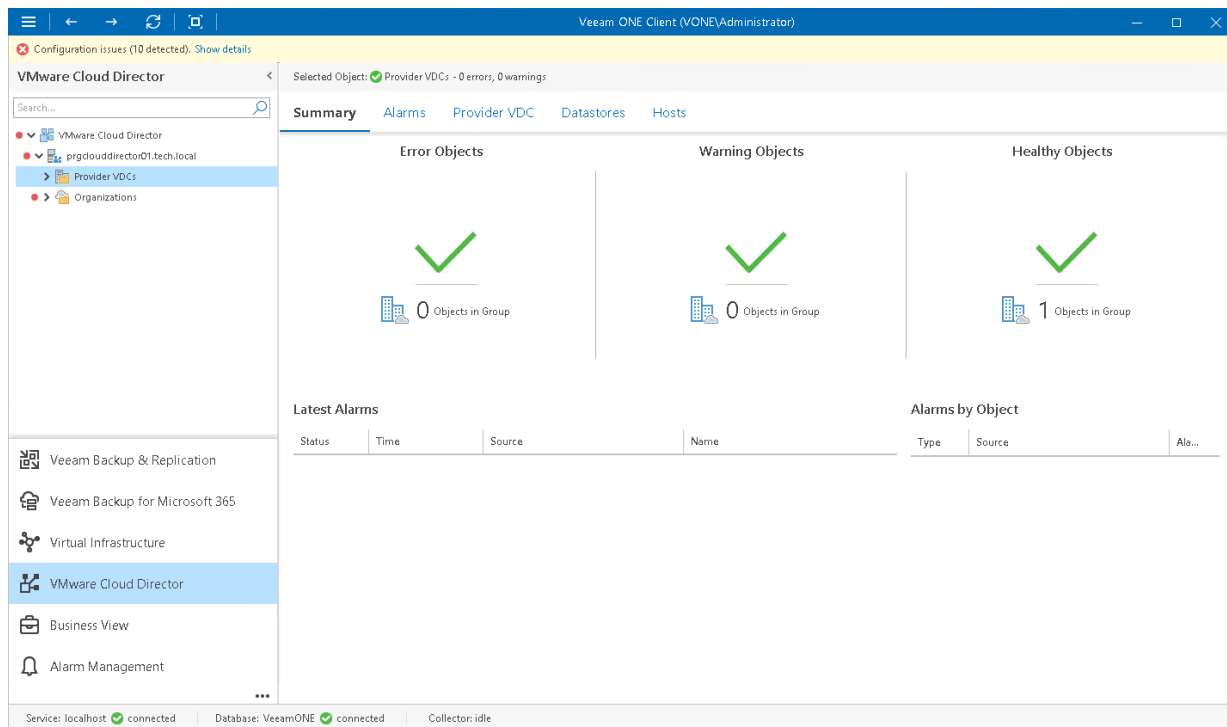 Veeam ONE Client (VONE\Administrator)
Configuration issues (10 detected). Show details
VMware Cloud Director
Search...
VMware Cloud Director
prgclouddirector01.tech.local
Provider VDCs
Organizations
Veeam Backup & Replication
Veeam Backup for Microsoft 365
Virtual Infrastructure
VMware Cloud Director
Business View
Alarm Management
...
Selected Object: Provider VDCs - 0 errors, 0 warnings
Summary Alarms Provider VDC Datastores Hosts
Error Objects Warning Objects Healthy Objects
0 Objects in Group 0 Objects in Group 1 Objects in Group
Latest Alarms
Status Time Source Name
Alarms by Object
Type Source Ala...
Service: localhost connected Database: VeeamONE connected Collector: idle